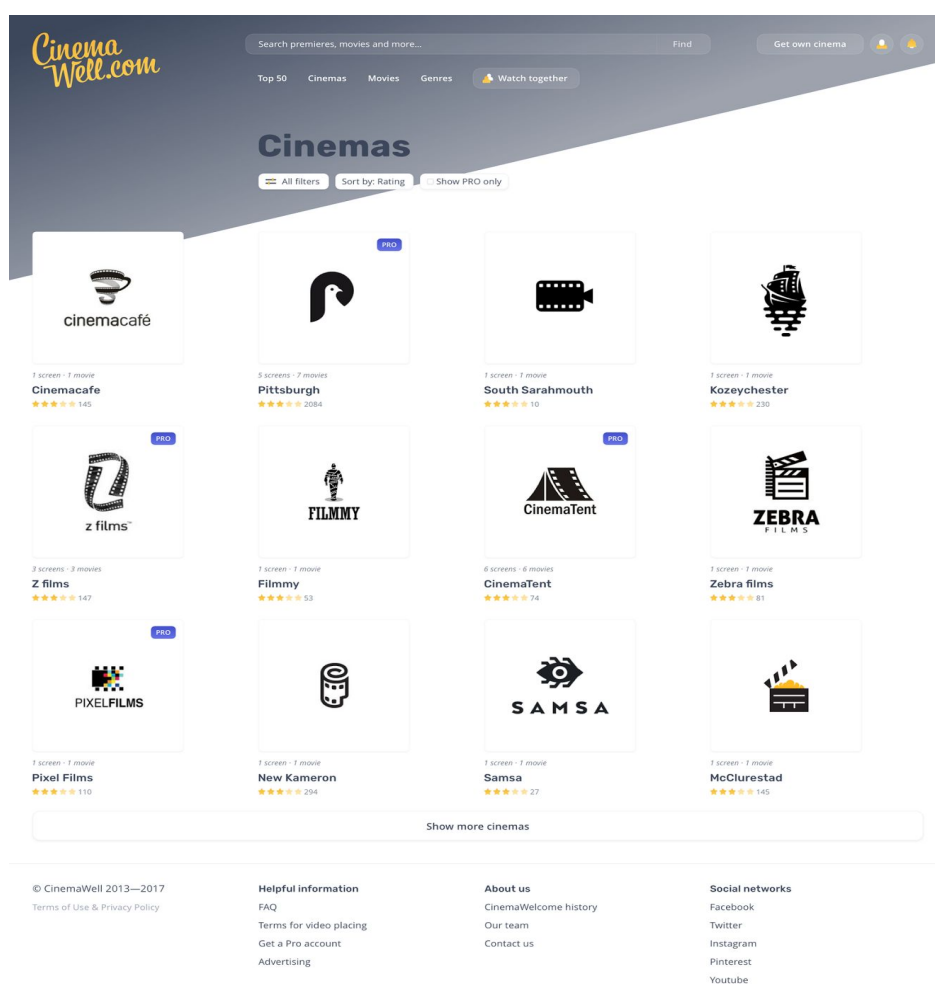 Cinema
Well.com
Search premieres, movies and more...
Find
Get own cinema
Top 50
Cinemas
Movies
Genres
Watch together
Cinemas
All filters
Sort by: Rating
Show PRO only
cinemacafé
PRO
1 screen - 1 movie
5 screens - 7 movies
1 screen - 1 movie
1 screen - 1 movie
Cinemacafe
Pittsburgh
South Sarahmouth
Kozeychester
145
2084
10
230
PRO
z films™
FILMMY
PRO
CinemaTent
ZEBRA
FILMS
3 screens - 3 movies
1 screen - 1 movie
6 screens - 6 movies
1 screen - 1 movie
Z films
Filmmy
CinemaTent
Zebra films
147
53
74
81
PRO
PIXELFILMS
SAMSA
1 screen - 1 movie
1 screen - 1 movie
1 screen - 1 movie
1 screen - 1 movie
Pixel Films
New Kameron
Samsa
McClurestad
110
294
27
145
Show more cinemas
© CinemaWell 2013—2017
Terms of Use & Privacy Policy
Helpful information
FAQ
Terms for video placing
Get a Pro account
Advertising
About us
CinemaWelcome history
Our team
Contact us
Social networks
Facebook
Twitter
Instagram
Pinterest
Youtube